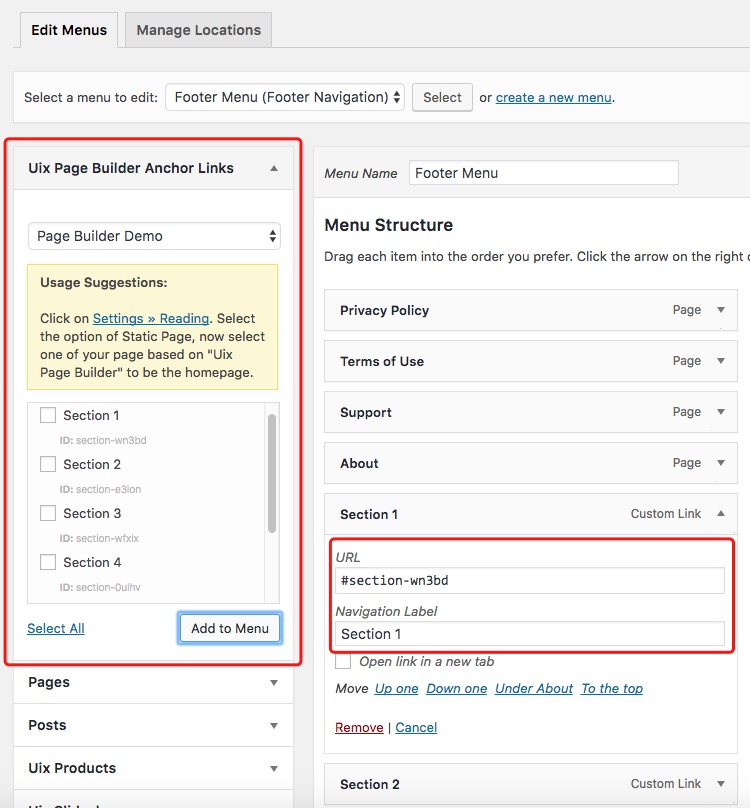 Edit Menus
Manage Locations
Select a menu to edit:
Footer Menu (Footer Navigation)
Select
or create a new menu.
Uix Page Builder Anchor Links
Page Builder Demo
Usage Suggestions:
Click on Settings » Reading. Select
the option of Static Page, now select
one of your page based on "Uix
Page Builder" to be the homepage.
Section 1
ID: section-wn3bd
Section 2
ID: section-e3lon
Section 3
ID: section-wfxix
Section 4
ID: section-0ulhv
Select All
Add to Menu
Pages
Posts
Uix Products
Menu Name
Footer Menu
Menu Structure
Drag each item into the order you prefer. Click the arrow on the right
Privacy Policy
Page
Terms of Use
Page
Support
Page
About
Page
Section 1
Custom Link
URL
#section-wn3bd
Navigation Label
Section 1
Open link in a new tab
Move Up one Down one Under About To the top
Remove | Cancel
Section 2
Custom Link